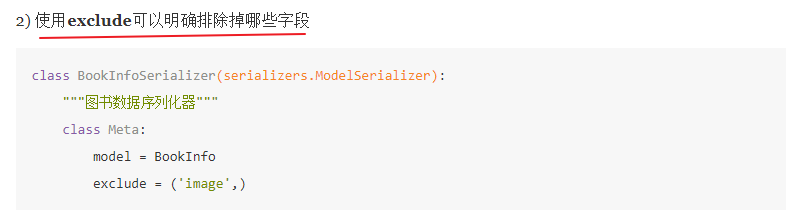 2) 使用exclude可以明确排除掉哪些字段
class BookInfoSerializer(serializers.ModelSerializer):
    """图书数据序列化器"""
    class Meta:
        model = BookInfo
        exclude = ('image',)